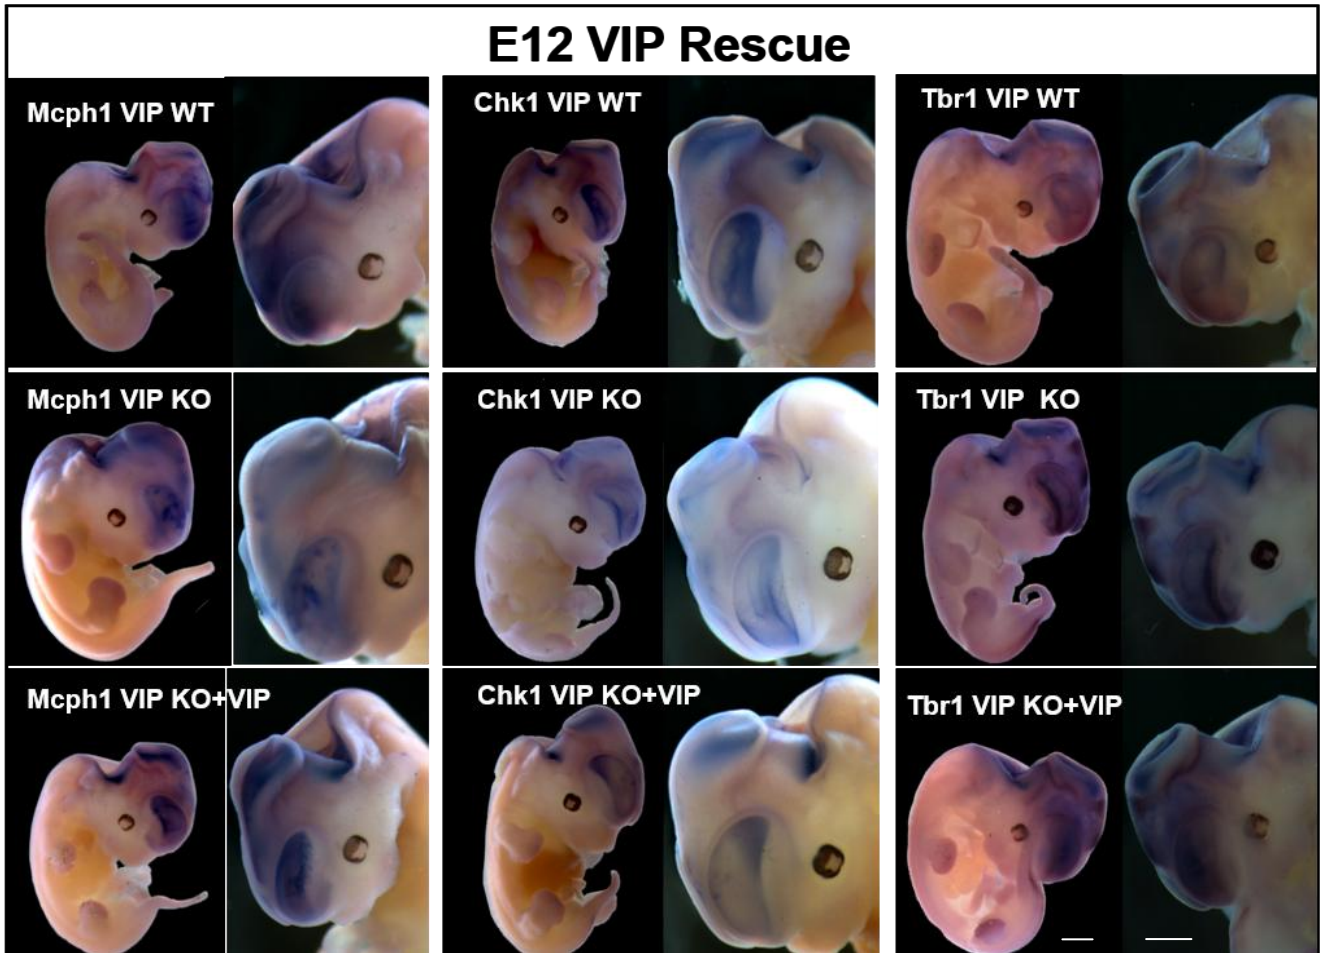 E12 VIP Rescue
Mcph1 VIP WT
Chk1 VIP WT
Tbr1 VIP WT
Mcph1 VIP KO
Chk1 VIP KO
Tbr1 VIP KO
Mcph1 VIP KO+VIP
Chk1 VIP KO+VIP
Tbr1 VIP KO+VIP